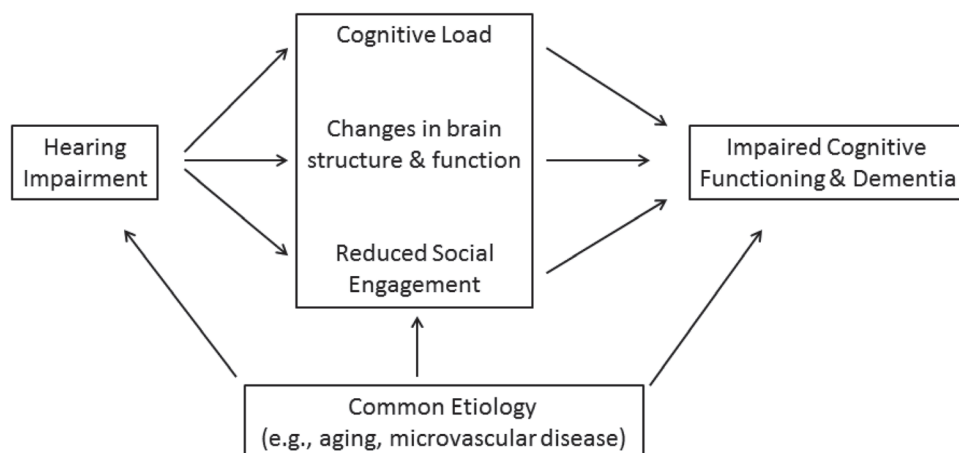 Cognitive Load
Hearing
Impairment
Changes in brain
structure & function
Impaired Cognitive
Functioning & Dementia
Reduced Social
Engagement
Common Etiology
(e.g., aging, microvascular disease)